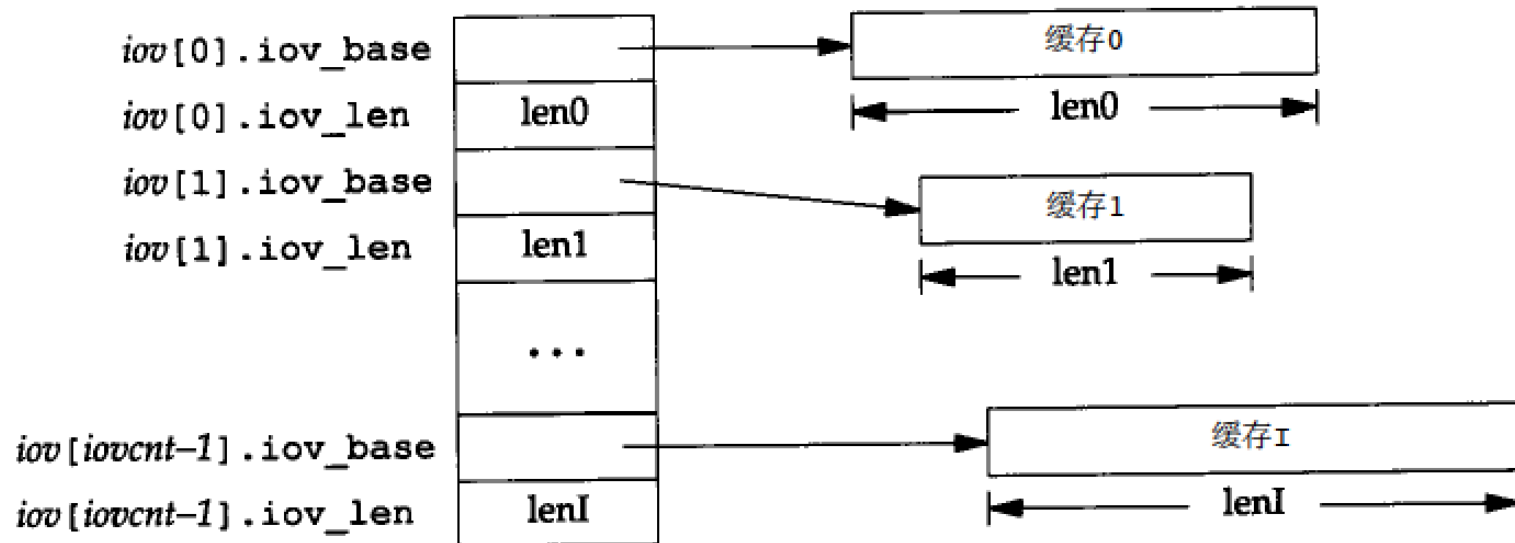 iov[0].iov_base
缓存0
iov[0].iov_len
len0
len0
iov[1].iov_base
缓存1
iov[1].iov_len
len1
len1
...
iov[iovcnt–1].iov_base
缓存I
iov[iovcnt–1].iov_len
lenI
lenI